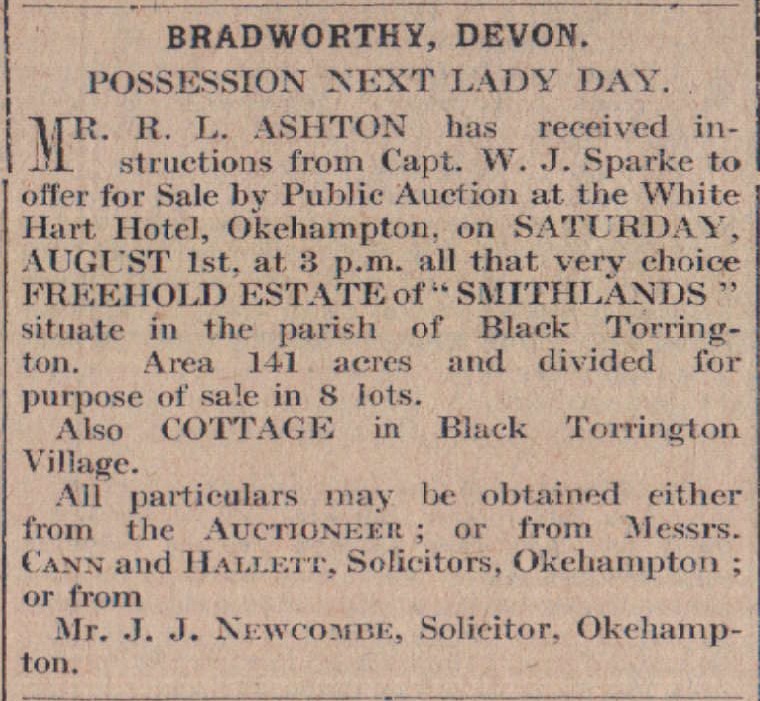 BRADWORTHY, DEVON.
POSSESSION NEXT LADY DAY.
MR. R. L. ASHTON has received in-
structions from Capt. W. J. Sparke to
offer for Sale by Public Auction at the White
Hart Hotel, Okehampton, on SATURDAY,
AUGUST 1st, at 3 p.m. all that very choice
FREEHOLD ESTATE of "SMITHLANDS"
situate in the parish of Black Torring-
ton. Area 141 acres and divided for
purpose of sale in 8 lots.
Also COTTAGE in Black Torrington
Village.
All particulars may be obtained either
from the AUCTIONEER; or from Messrs.
CANN and HALLETT, Solicitors, Okehampton;
or from
Mr. J. J. NEWCOMBE, Solicitor, Okehamp-
ton.